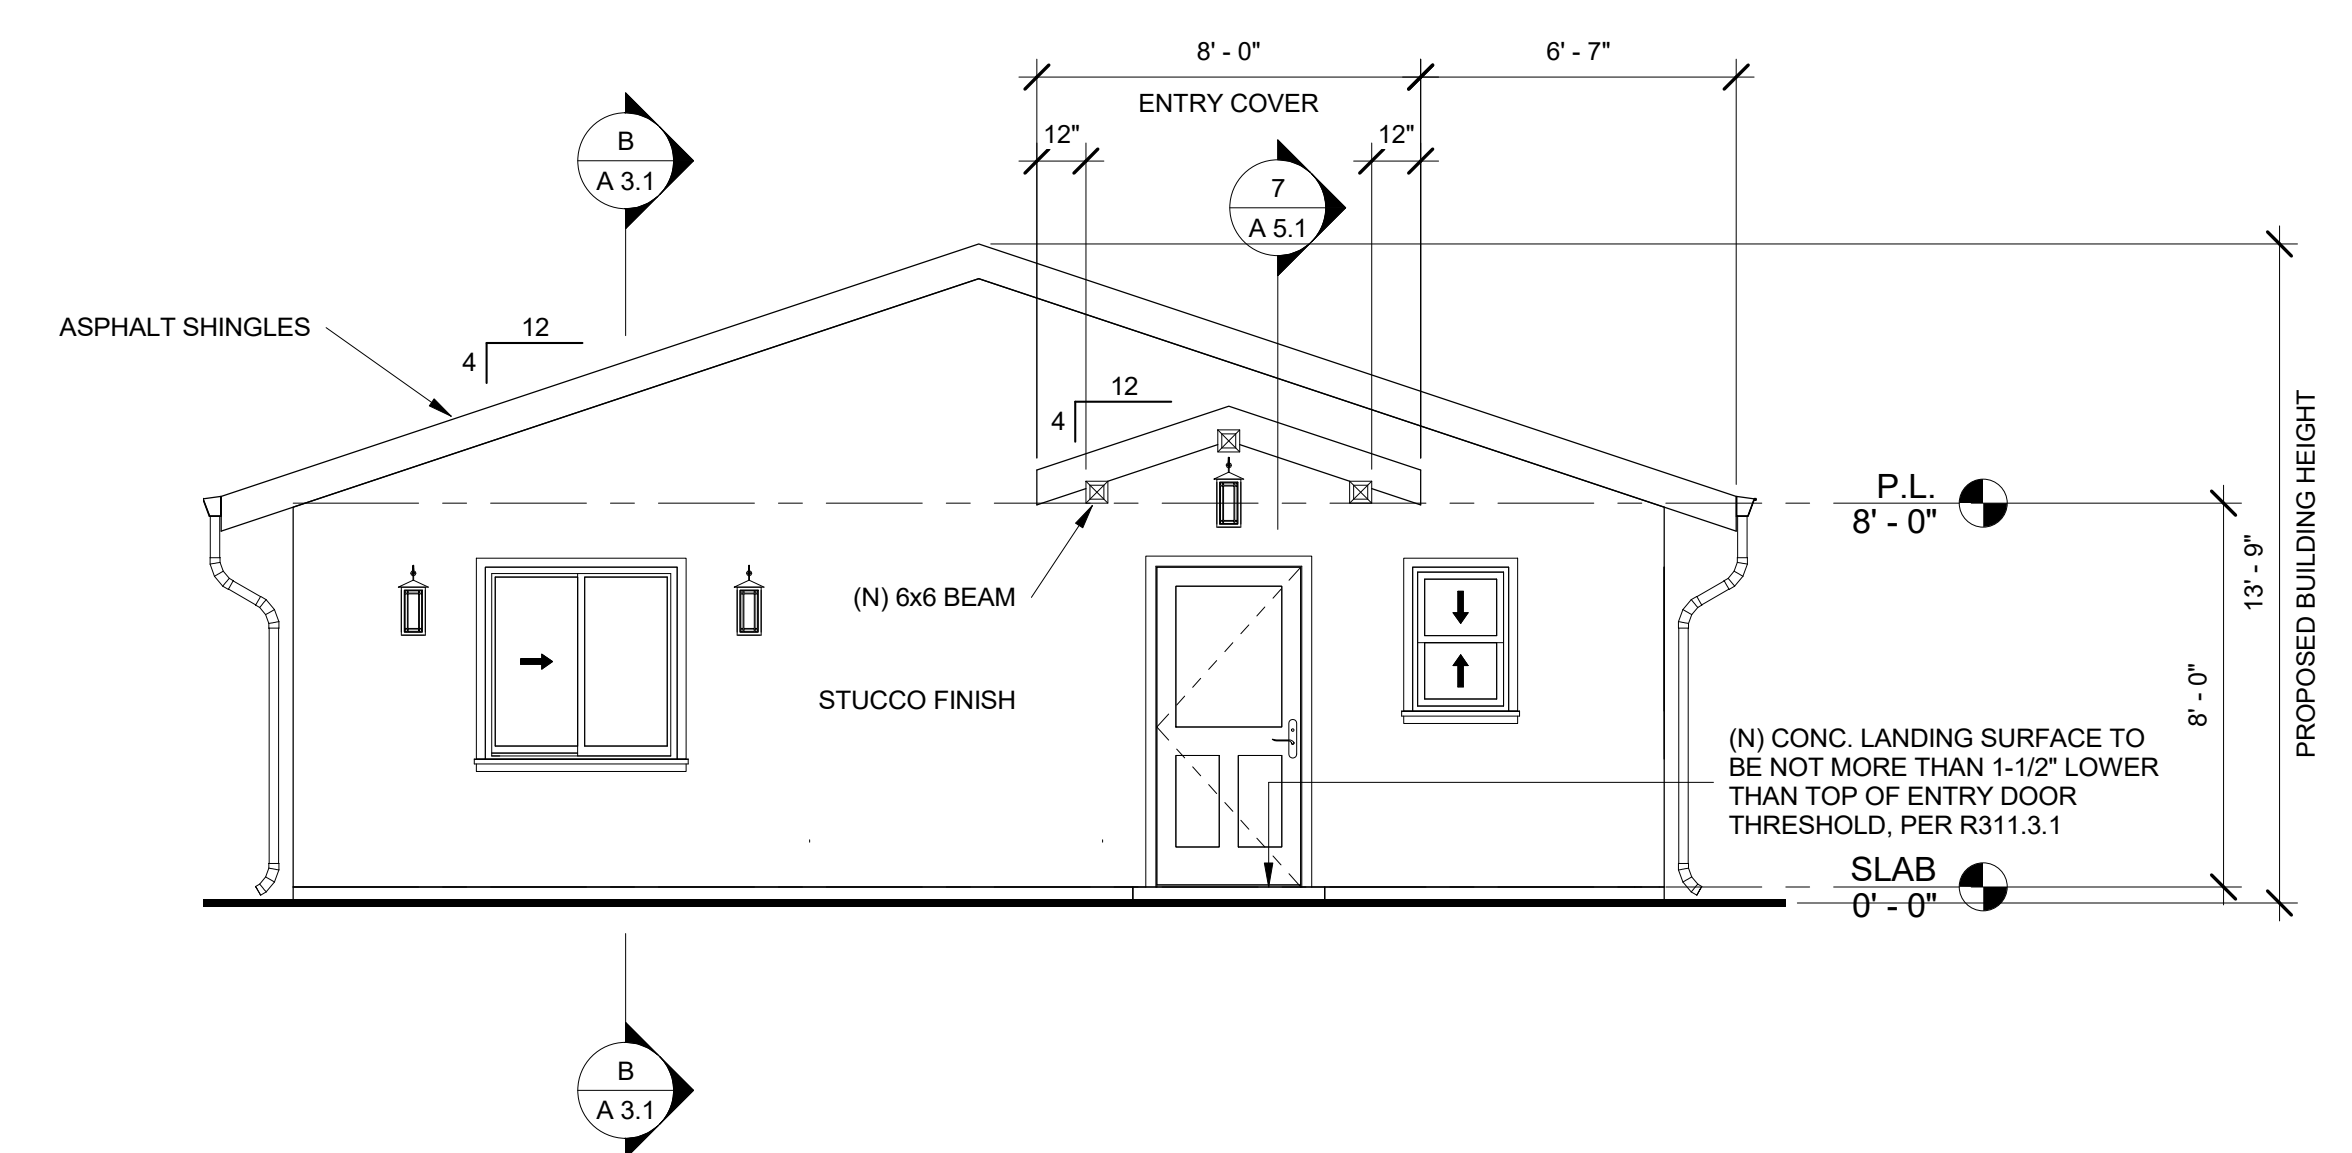 8' - 0"
6' - 7"
ENTRY COVER
12"
12"
B
A 3.1
7
A 5.1
ASPHALT SHINGLES
12
4
12
4
P.L.
8' - 0"
(N) 6x6 BEAM
STUCCO FINISH
13' - 9"
PROPOSED BUILDING HEIGHT
8' - 0"
(N) CONC. LANDING SURFACE TO
BE NOT MORE THAN 1-1/2" LOWER
THAN TOP OF ENTRY DOOR
THRESHOLD, PER R311.3.1
SLAB
0' - 0"
B
A 3.1